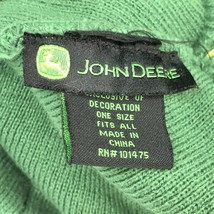 JOHN DEERE
EXCLUSIVE OF
DECORATION
ONE SIZE
FITS ALL
MADE IN
CHINA
RN#101475